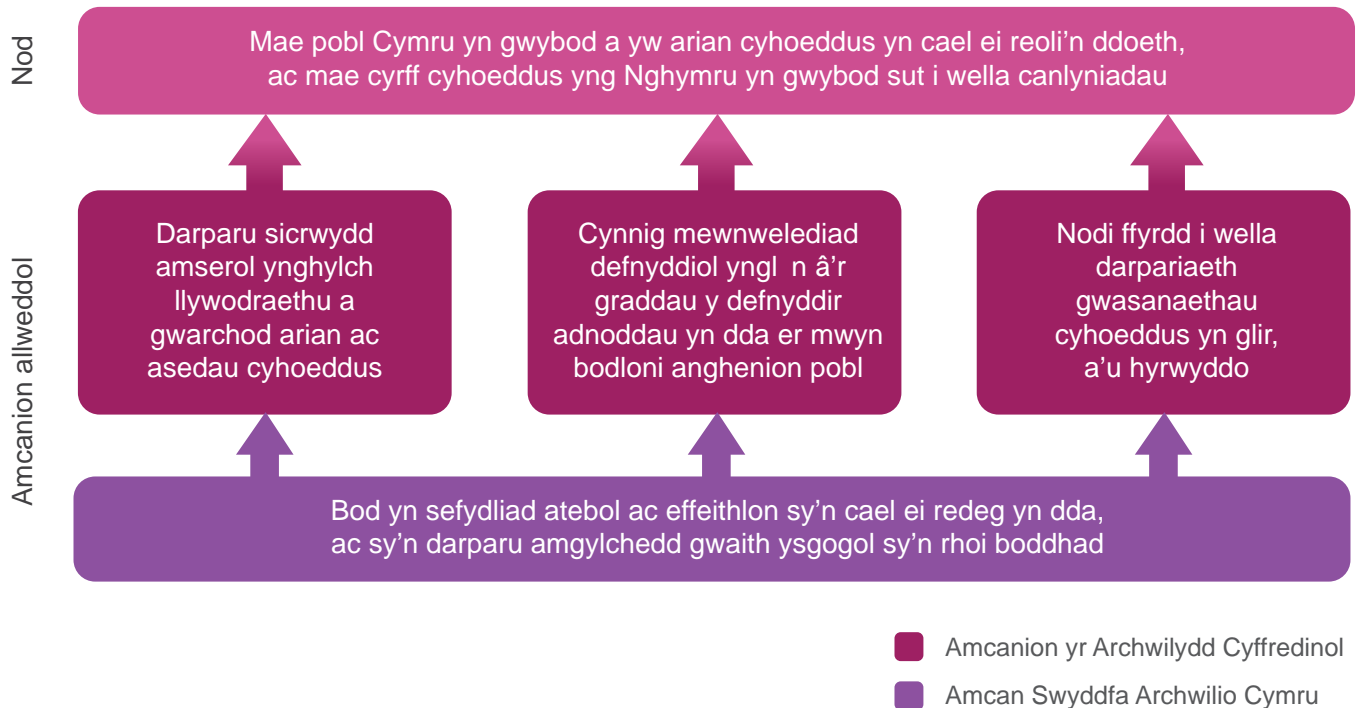 Nod
Mae pobl Cymru yn gwybod a yw arian cyhoeddus yn cael ei reoli’n ddoeth,
ac mae cyrff cyhoeddus yng Nghymru yn gwybod sut i wella canlyniadau
Amcanion allweddol
Darparu sicrwydd
amserol ynghylch
llywodraethu a
gwarchod arian ac
asedau cyhoeddus
Cynnig mewnwelediad
defnyddiol yngl n â’r
graddau y defnyddir
adnoddau yn dda er mwyn
bodloni anghenion pobl
Nodi ffyrdd i wella
darpariaeth
gwasanaethau
cyhoeddus yn glir,
a’u hyrwyddo
Bod yn sefydliad atebol ac effeithlon sy’n cael ei redeg yn dda,
ac sy’n darparu amgylchedd gwaith ysgogol sy’n rhoi boddhad
Amcanion yr Archwilydd Cyffredinol
Amcan Swyddfa Archwilio Cymru